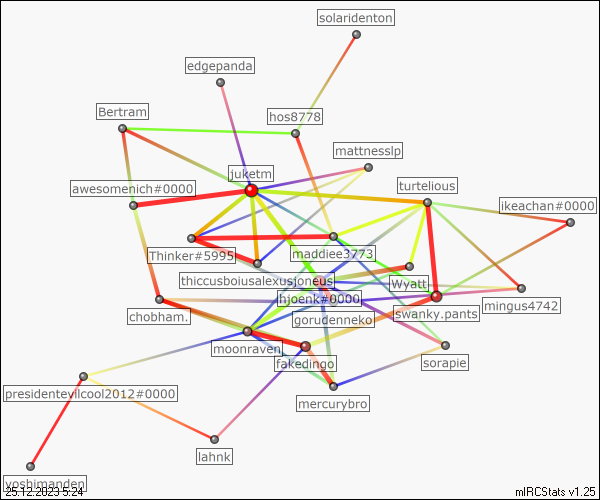 solaridenton
edgepanda
Bertram
hos8778
mattnesslp
juketm
awesomenich#0000
turtelious
ikeachan#0000
Thinker#5995
maddiee3773
thiccusboiusalexusjoneus
Wyatt
hjoenk#0000
mingus4742
chobham.
gorudenneko
swanky.pants
moonraven
fakedingo
sorapie
presidentevilcool2012#0000
mercurybro
lahnk
yoshimanden
25.12.2023 5:24
mIRCStats v1.25